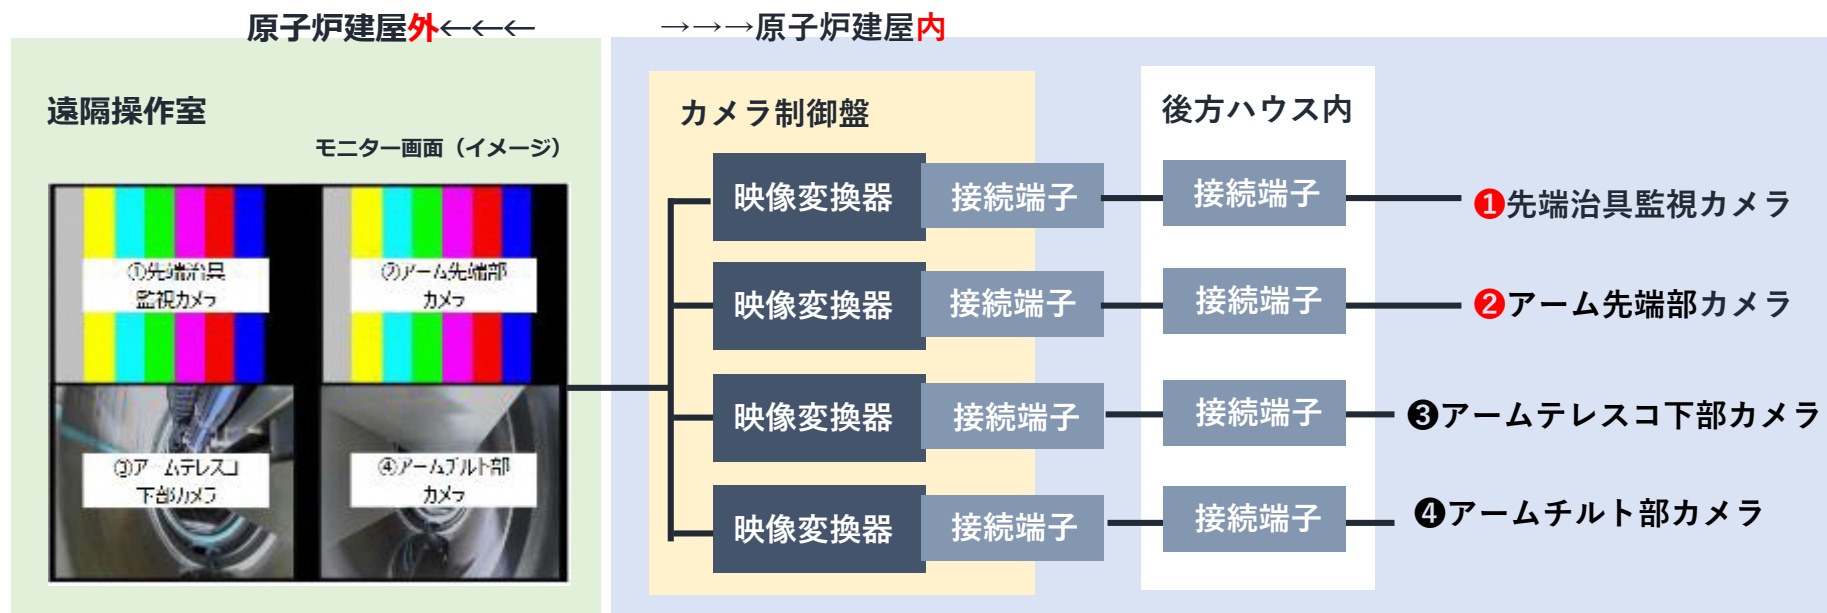 原子炉建屋外←←←
→→→原子炉建屋内
遠隔操作室
モニター画面（イメージ）
①先端治具
監視カメラ
②アーム先端部
カメラ
③アームテレスコ
下部カメラ
④アームチルト部
カメラ
カメラ制御盤
後方ハウス内
映像変換器
接続端子
接続端子
❶先端治具監視カメラ
映像変換器
接続端子
接続端子
❷アーム先端部カメラ
映像変換器
接続端子
接続端子
❸アームテレスコ下部カメラ
映像変換器
接続端子
接続端子
❹アームチルト部カメラ